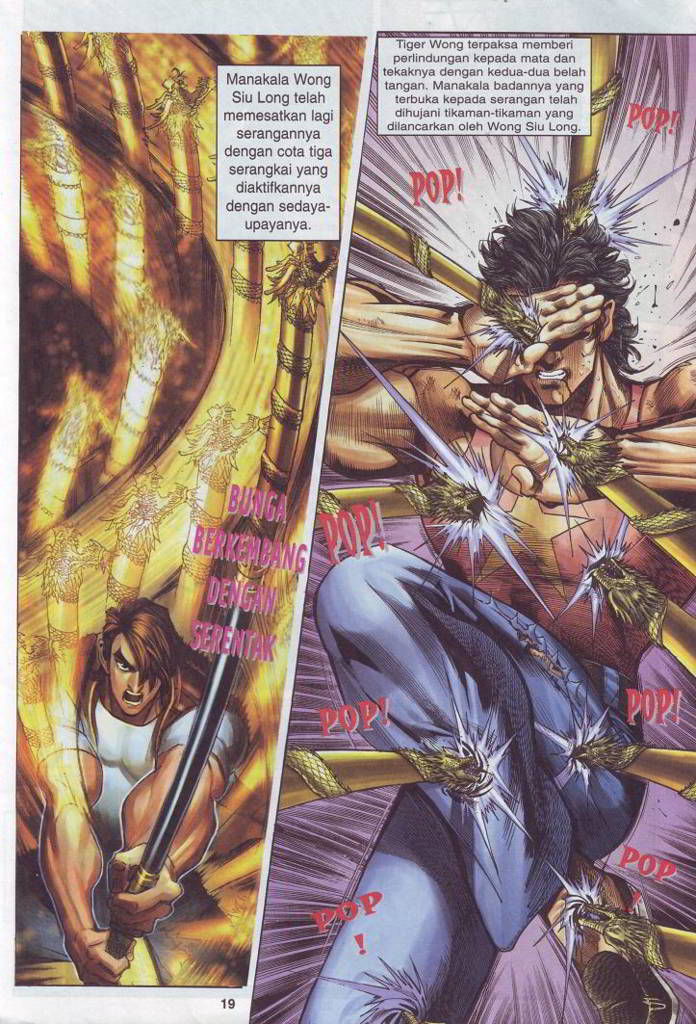 Manakala Wong
Siu Long telah
memesatkan lagi
serangannya
dengan cota tiga
serangkai yang
diaktifkannya
dengan sedaya-
upayanya.
BUNGA
BERKEMBANG
DENGAN
SERENTAK
19
Tiger Wong terpaksa memberi
perlindungan kepada mata dan
tekaknya dengan kedua-dua belah
tangan. Manakala badannya yang
terbuka kepada serangan telah
dihujani tikaman-tikaman yang
dilancarkan oleh Wong Siu Long.
POP!
POP!
POP!
POP!
POP!
POP
!
POP
!